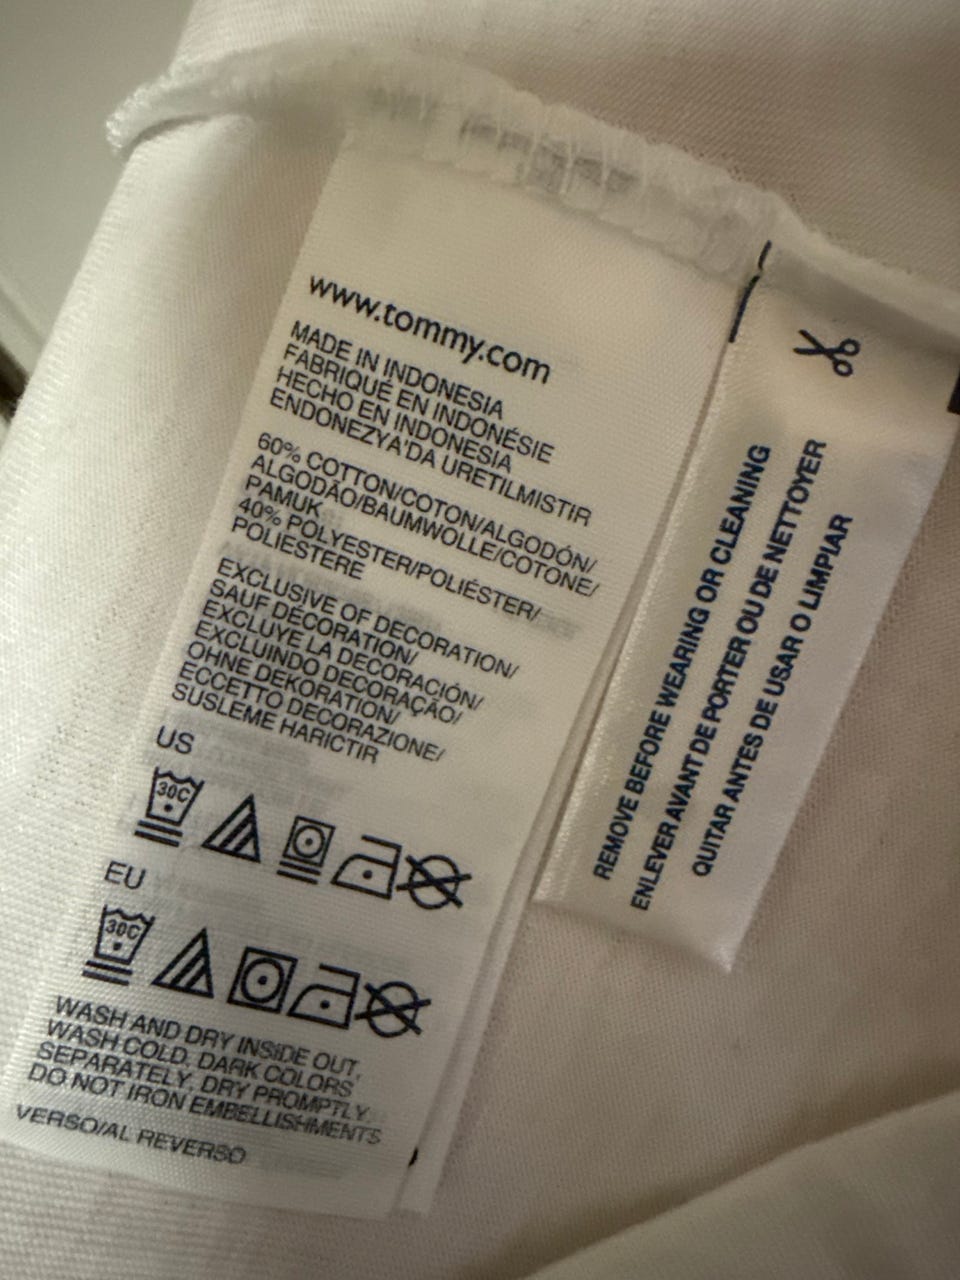 www.tommy.com
MADE IN INDONESIA
FABRIQUÉ EN INDONÉSIE
HECHO EN INDONESIA
ENDONEZYA'DA URETILMISTIR
60% COTTON/COTON/ALGODÓN/
ALGODÃO/BAUMWOLLE/COTONE/
PAMUK
40% POLYESTER/POLIÉSTER/
POLIESTERE
EXCLUSIVE OF DECORATION/
SAUF DÉCORATION/
EXCLUYE LA DECORACIÓN/
EXCLUINDO DECORAÇÃO/
OHNE DEKORATION/
ECCETTO DECORAZIONE/
SUSLEME HARICTIR
US
30C
EU
30C
WASH AND DRY INSIDE OUT,
WASH COLD, DARK COLORS
SEPARATELY, DRY PROMPTLY
DO NOT IRON EMBELLISHMENTS
VERSO/AL REVERSO
REMOVE BEFORE WEARING OR CLEANING
ENLEVER AVANT DE PORTER OU DE NETTOYER
QUITAR ANTES DE USAR O LIMPIAR